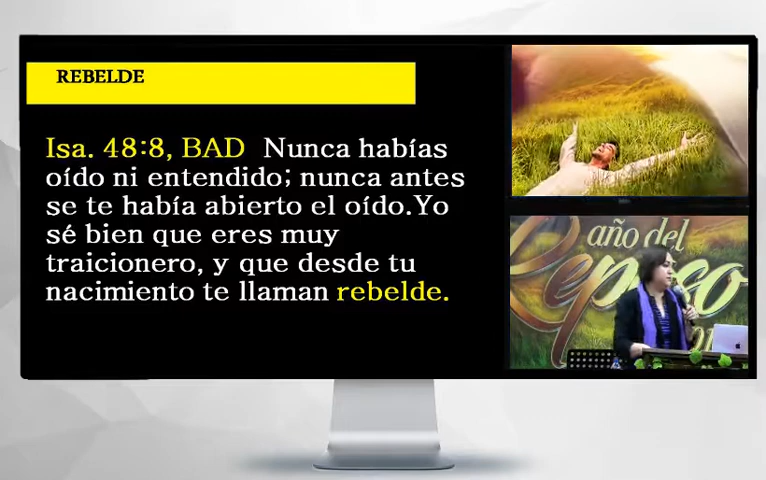 REBELDE
Isa. 48:8, BAD Nunca habías
oído ni entendido; nunca antes
se te había abierto el oído.Yo
sé bien que eres muy
traicionero, y que desde tu
nacimiento te llaman rebelde.
año del
Reposo